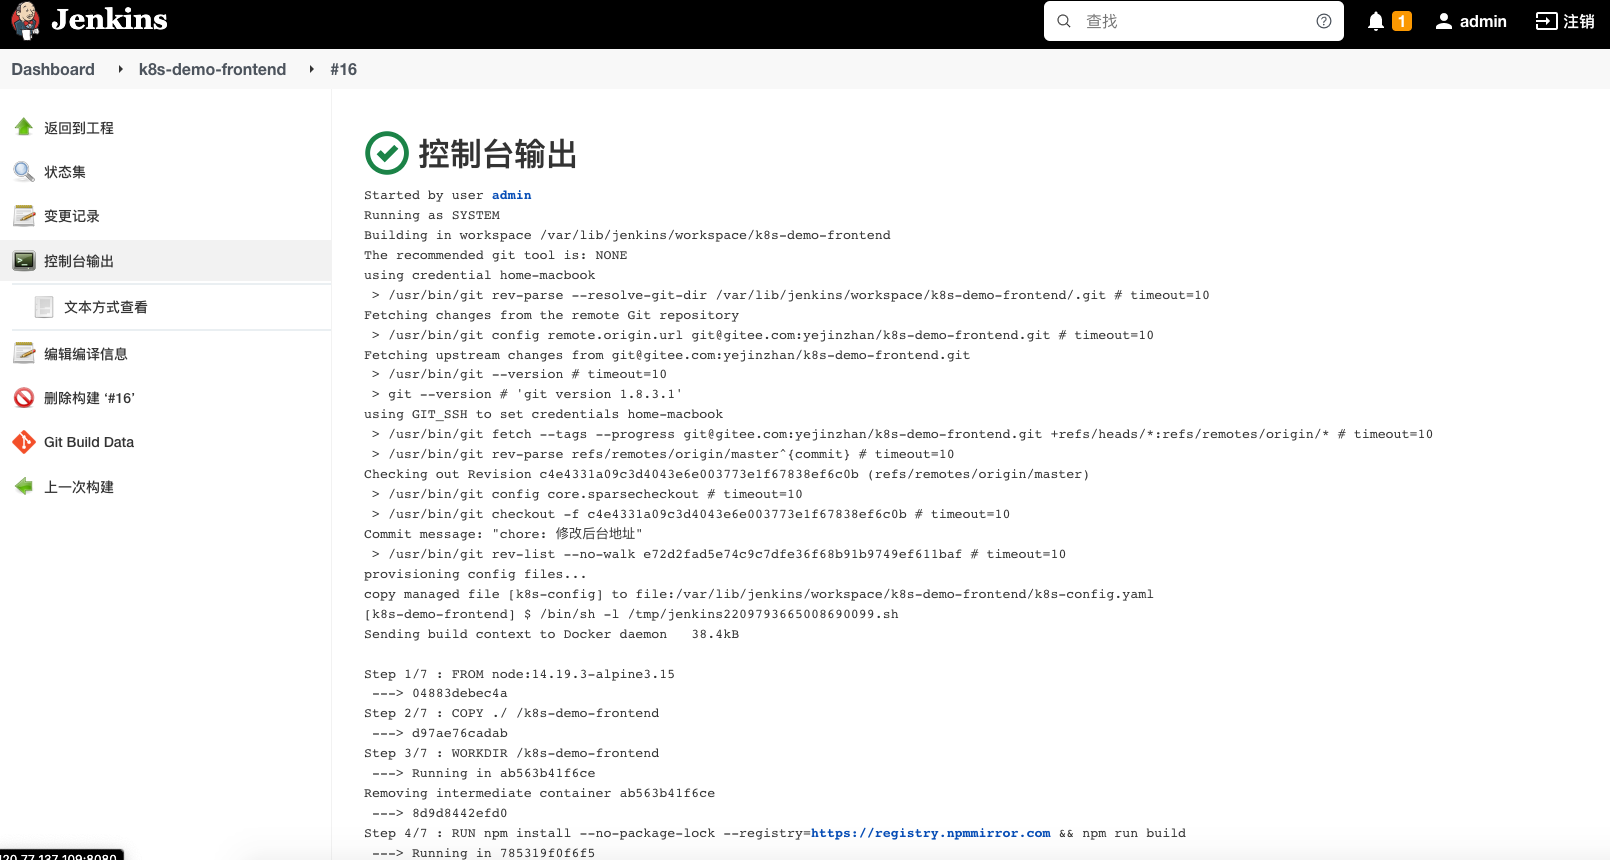 Jenkins
查找
1
admin
注销
Dashboard
k8s-demo-frontend
#16
返回到工程
状态集
变更记录
控制台输出
文本方式查看
编辑编译信息
删除构建 ‘#16’
Git Build Data
上一次构建
控制台输出
Started by user admin
Running as SYSTEM
Building in workspace /var/lib/jenkins/workspace/k8s-demo-frontend
The recommended git tool is: NONE
using credential home-macbook
 > /usr/bin/git rev-parse --resolve-git-dir /var/lib/jenkins/workspace/k8s-demo-frontend/.git # timeout=10
Fetching changes from the remote Git repository
 > /usr/bin/git config remote.origin.url git@gitee.com:yejinzhan/k8s-demo-frontend.git # timeout=10
Fetching upstream changes from git@gitee.com:yejinzhan/k8s-demo-frontend.git
 > /usr/bin/git --version # timeout=10
 > git --version # 'git version 1.8.3.1'
using GIT_SSH to set credentials home-macbook
 > /usr/bin/git fetch --tags --progress git@gitee.com:yejinzhan/k8s-demo-frontend.git +refs/heads/*:refs/remotes/origin/* # timeout=10
 > /usr/bin/git rev-parse refs/remotes/origin/master^{commit} # timeout=10
Checking out Revision c4e4331a09c3d4043e6e003773e1f67838ef6c0b (refs/remotes/origin/master)
 > /usr/bin/git config core.sparsecheckout # timeout=10
 > /usr/bin/git checkout -f c4e4331a09c3d4043e6e003773e1f67838ef6c0b # timeout=10
Commit message: "chore: 修改后台地址"
 > /usr/bin/git rev-list --no-walk e72d2fad5e74c9c7dfe36f68b91b9749ef611baf # timeout=10
provisioning config files...
copy managed file [k8s-config] to file:/var/lib/jenkins/workspace/k8s-demo-frontend/k8s-config.yaml
[k8s-demo-frontend] $ /bin/sh -l /tmp/jenkins2209793665008690099.sh
Sending build context to Docker daemon   38.4kB
Step 1/7 : FROM node:14.19.3-alpine3.15
 ---> 04883debec4a
Step 2/7 : COPY ./ /k8s-demo-frontend
 ---> d97ae76cadab
Step 3/7 : WORKDIR /k8s-demo-frontend
 ---> Running in ab563b41f6ce
Removing intermediate container ab563b41f6ce
 ---> 8d9d8442efd0
Step 4/7 : RUN npm install --no-package-lock --registry=https://registry.npmmirror.com && npm run build
 ---> Running in 785319f0f6f5